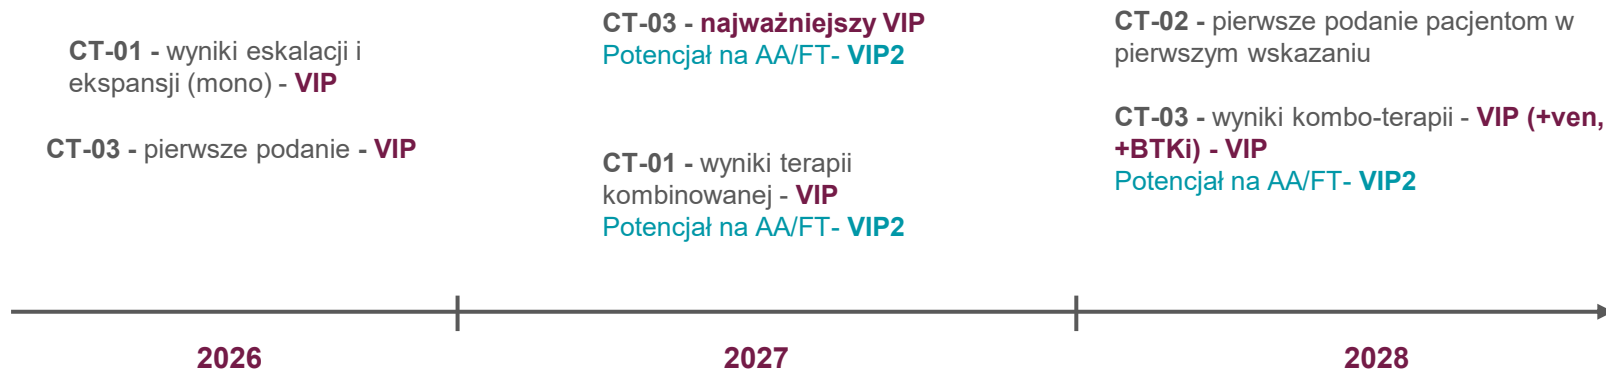 CT-01 - wyniki eskalacji i
ekspansji (mono) - VIP
CT-03 - pierwsze podanie - VIP
CT-03 - najważniejszy VIP
Potencjał na AA/FT- VIP2
CT-01 - wyniki terapii
kombinowanej - VIP
Potencjał na AA/FT- VIP2
CT-02 - pierwsze podanie pacjentom w
pierwszym wskazaniu
CT-03 - wyniki kombo-terapii - VIP (+ven,
+BTKi) - VIP
Potencjał na AA/FT- VIP2
2026
2027
2028